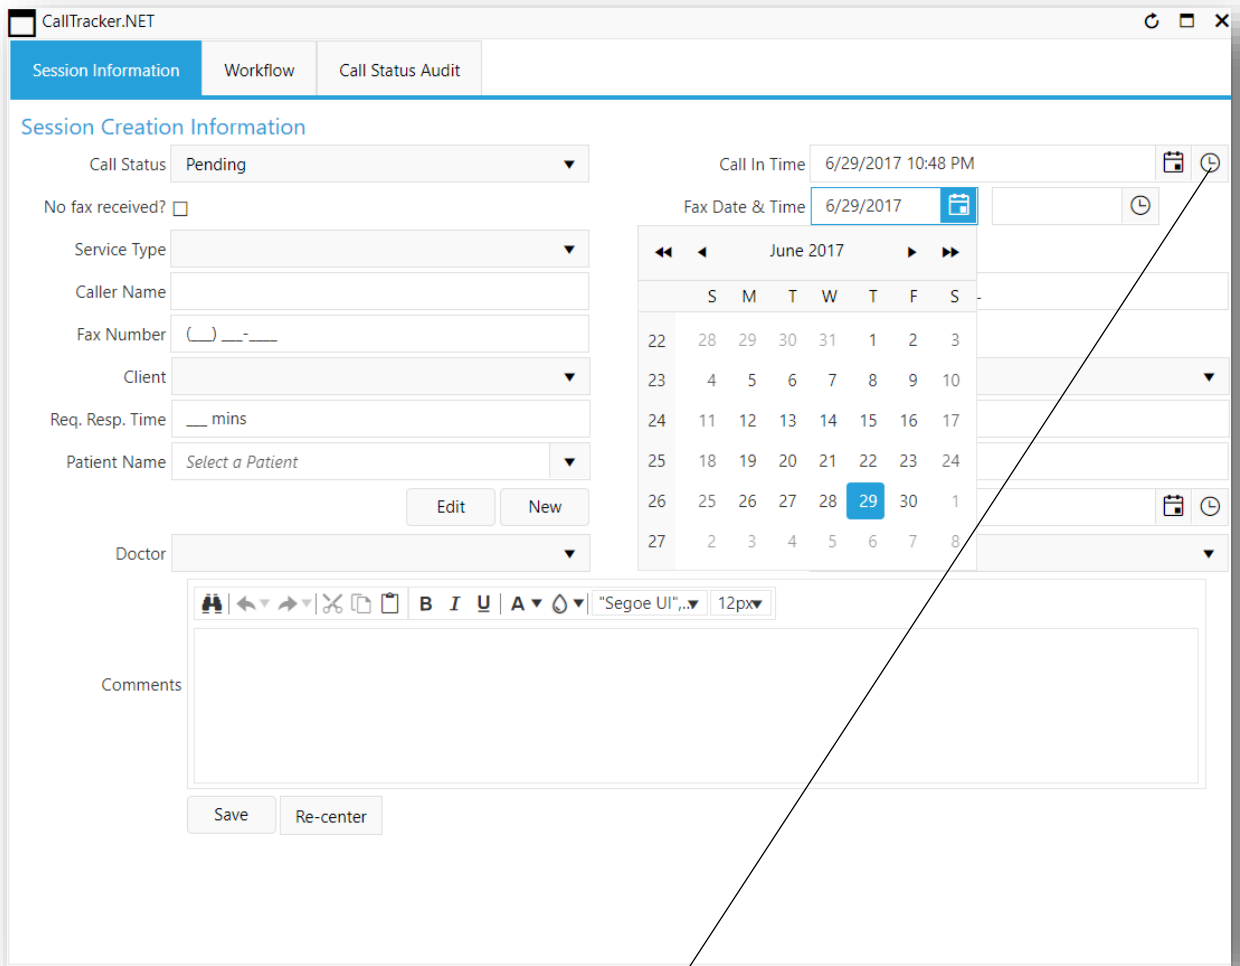 CallTracker.NET
Session Information Workflow Call Status Audit
Session Creation Information
Call Status Pending Call In Time 6/29/2017 10:48 PM
No fax received? Fax Date & Time 6/29/2017
Service Type June 2017
Caller Name S M T W T F S -
Fax Number (___) ___-____ 22 28 29 30 31 1 2 3
Client 23 4 5 6 7 8 9 10
Req. Resp. Time ___ mins 24 11 12 13 14 15 16 17
Patient Name Select a Patient 25 18 19 20 21 22 23 24
Edit New 26 25 26 27 28 29 30 1
27 2 3 4 5 6 7 8
Doctor
B I U A "Segoe UI",... 12px
Comments
Save Re-center